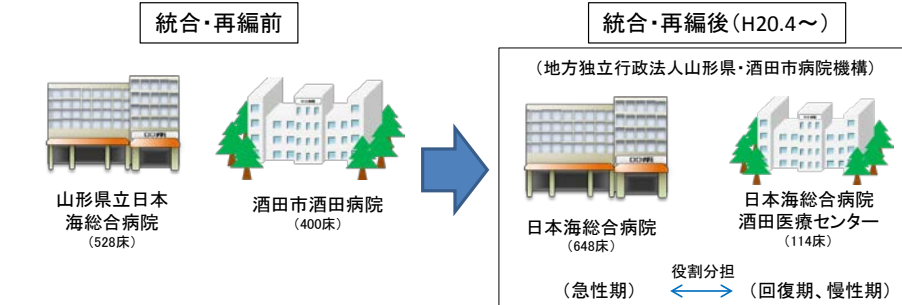 統合・再編前
山形県立日本
海総合病院
(528床)
酒田市酒田病院
(400床)
統合・再編後(H20.4～)
(地方独立行政法人山形県・酒田市病院機構)
日本海総合病院
(648床)
日本海総合病院
酒田医療センター
(114床)
役割分担
(急性期)
(回復期、慢性期)